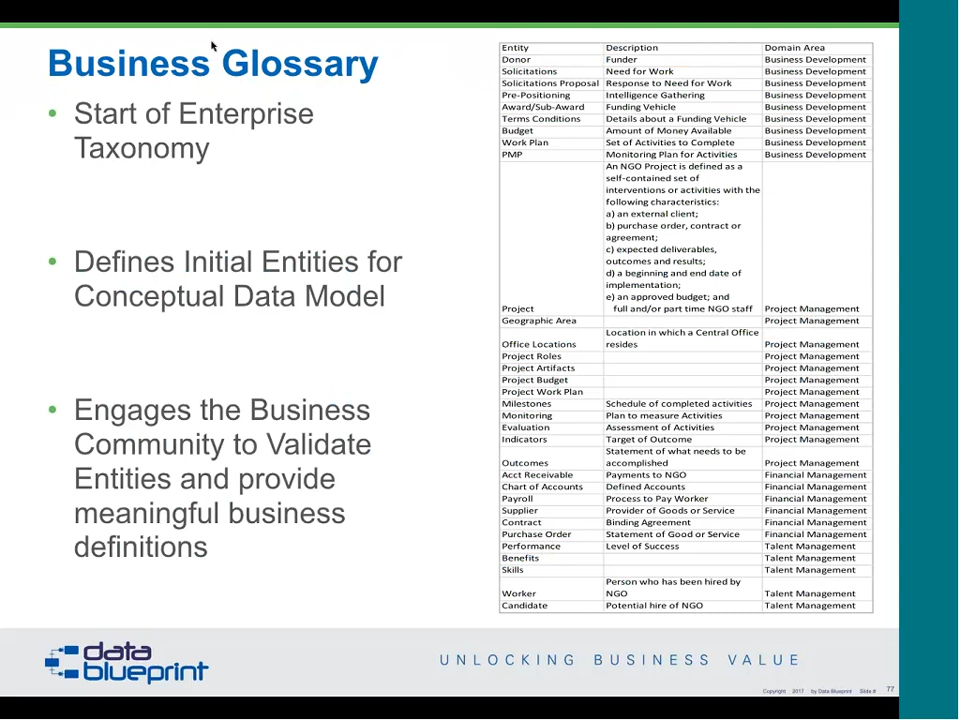 Business Glossary
• Start of Enterprise
Taxonomy
• Defines Initial Entities for
Conceptual Data Model
• Engages the Business
Community to Validate
Entities and provide
meaningful business
definitions
Entity Description Domain Area
Donor Funder Business Development
Solicitations Need for Work Business Development
Solicitations Proposal Response to Need for Work Business Development
Pre-Positioning Intelligence Gathering Business Development
Award/Sub-Award Funding Vehicle Business Development
Terms Conditions Details about a Funding Vehicle Business Development
Budget Amount of Money Available Business Development
Work Plan Set of Activities to Complete Business Development
PMP Monitoring Plan for Activities Business Development
An NGO Project is defined as a
self-contained set of
interventions or activities with the
following characteristics:
a) an external client;
b) purchase order, contract or
agreement;
c) expected deliverables,
outcomes and results;
d) a beginning and end date of
implementation;
e) an approved budget; and
Project full and/or part time NGO staff Project Management
Geographic Area Project Management
Location in which a Central Office
Office Locations resides Project Management
Project Roles Project Management
Project Artifacts Project Management
Project Budget Project Management
Project Work Plan Project Management
Milestones Schedule of completed activities Project Management
Monitoring Plan to measure Activities Project Management
Evaluation Assessment of Activities Project Management
Indicators Target of Outcome Project Management
Statement of what needs to be
Outcomes accomplished Project Management
Acct Receivable Payments to NGO Financial Management
Chart of Accounts Defined Accounts Financial Management
Payroll Process to Pay Worker Financial Management
Supplier Provider of Goods or Service Financial Management
Contract Binding Agreement Financial Management
Purchase Order Statement of Good or Service Financial Management
Performance Level of Success Talent Management
Benefits Talent Management
Skills Talent Management
Person who has been hired by
Worker NGO Talent Management
Candidate Potential hire of NGO Talent Management
data
blueprint
UNLOCKING BUSINESS VALUE
Copyright 2017 by Data Blueprint Slide # 77